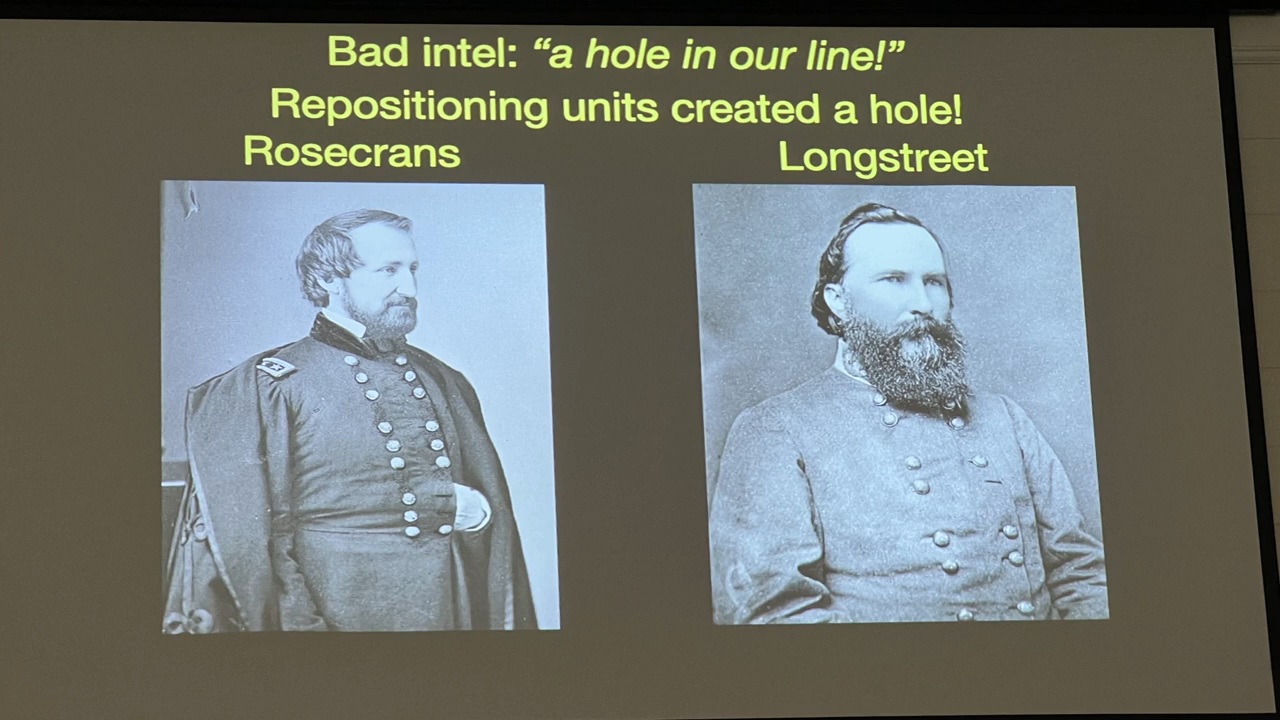 Bad intel: “a hole in our line!”
Repositioning units created a hole!
Rosecrans
Longstreet